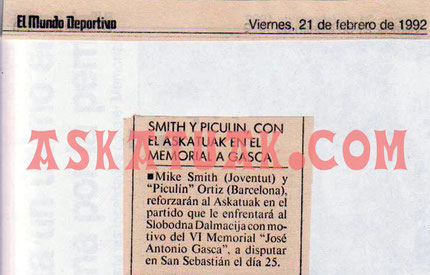 El Mundo Deportivo
Viernes, 21 de febrero de 1992
SMITH Y PICULIN, CON
EL ASKATUAK EN EL
MEMORIAL A GASCA
ASKATUAK.COM
■Mike Smith (Joventut) y
"Piculín" Ortiz (Barcelona),
reforzarán al Askatuak en el
partido que le enfrentará al
Slobodna Dalmacija con mo-
tivo del VI Memorial "José
Antonio Gasca", a disputar
en San Sebastián el día 25.